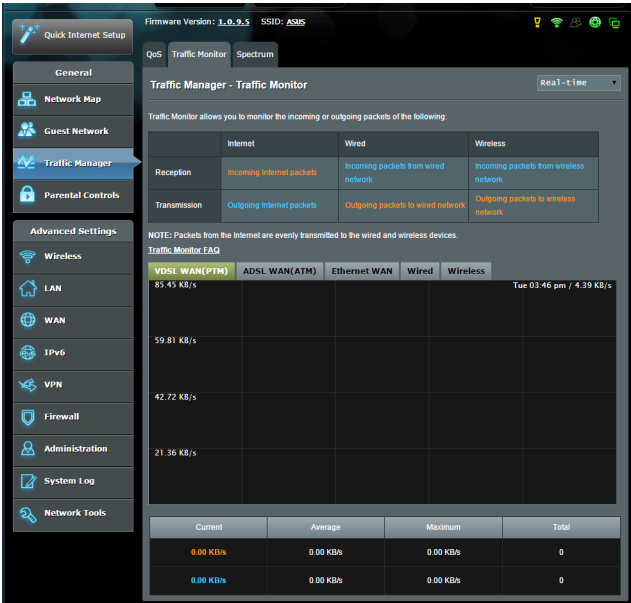 Firmware Version: 1.0.9.5 SSID: ASUS
Quick Internet Setup
General
Network Map
Guest Network
Traffic Manager
Parental Controls
Advanced Settings
Wireless
LAN
WAN
IPv6
VPN
Firewall
Administration
System Log
Network Tools
QoS Traffic Monitor Spectrum
Traffic Manager - Traffic Monitor
Real-time
Traffic Monitor allows you to monitor the incoming or outgoing packets of the following:
Internet Wired Wireless
Reception Incoming Internet packets Incoming packets from wired network Incoming packets from wireless network
Transmission Outgoing Internet packets Outgoing packets to wired network Outgoing packets to wireless network
NOTE: Packets from the Internet are evenly transmitted to the wired and wireless devices.
Traffic Monitor FAQ
VDSL WAN(PTM) ADSL WAN(ATM) Ethernet WAN Wired Wireless
85.45 KB/s Tue 03:46 pm / 4.39 KB/s
59.81 KB/s
42.72 KB/s
21.36 KB/s
Current Average Maximum Total
0.00 KB/s 0.00 KB/s 0.00 KB/s 0
0.00 KB/s 0.00 KB/s 0.00 KB/s 0